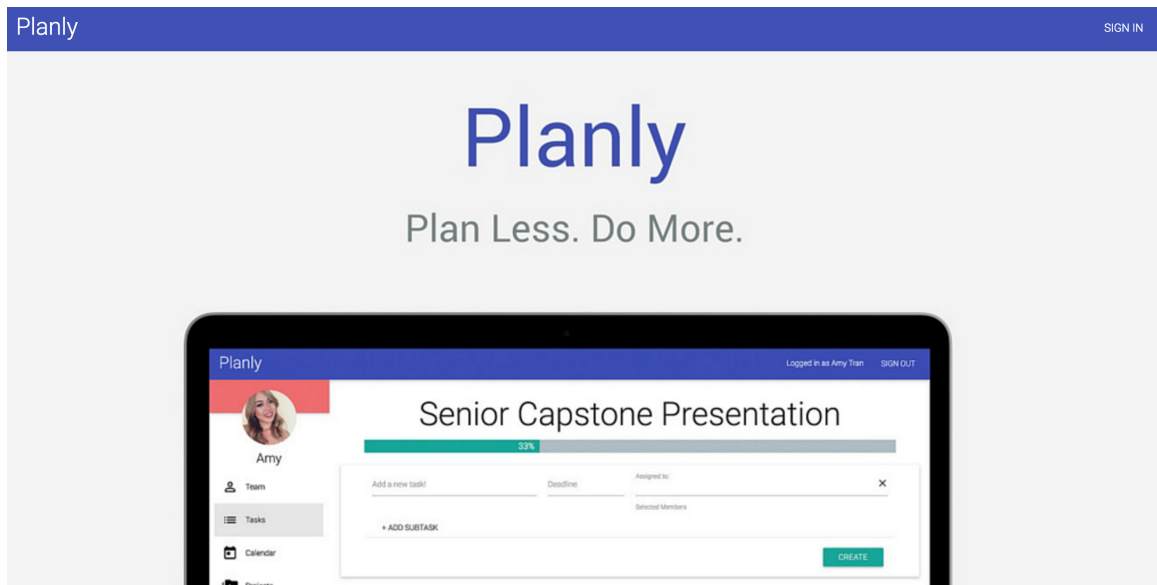 Planly
SIGN IN
Planly
Plan Less. Do More.
Planly
Logged in as Amy Tran
SIGN OUT
Amy
Team
Tasks
Calendar
Projects
Senior Capstone Presentation
33%
Add a new task!
Deadline
Assigned to:
Selected Members
+ ADD SUBTASK
CREATE